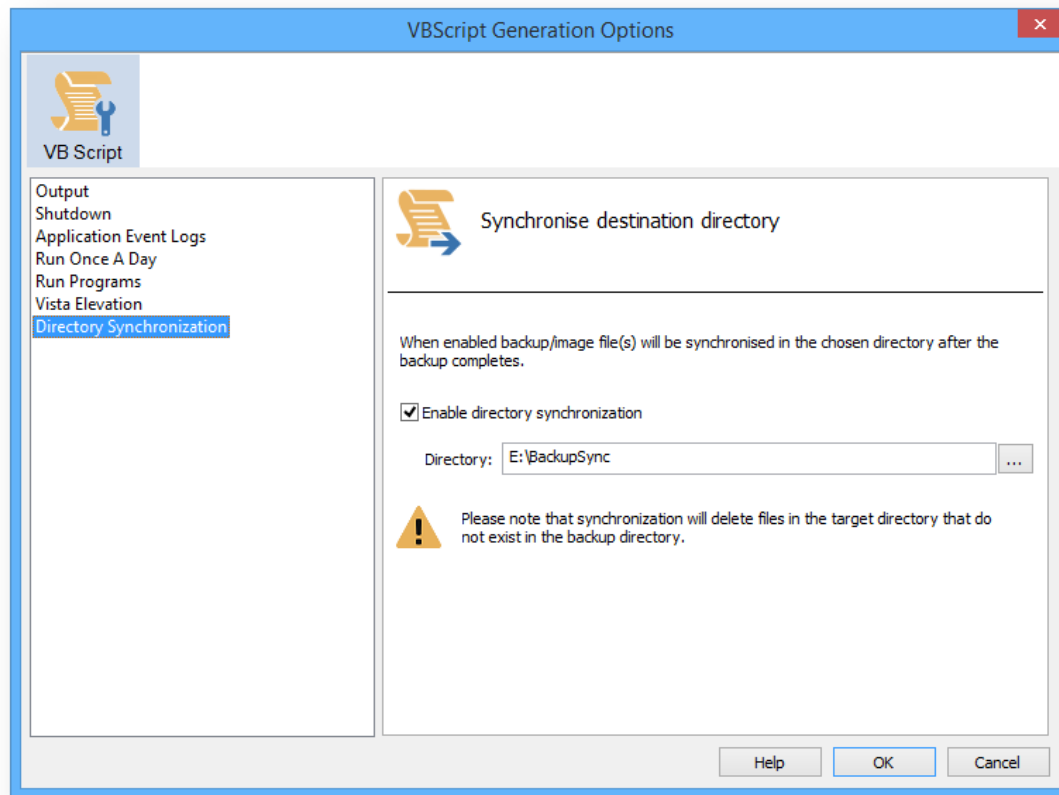 VBScript Generation Options
VB Script
Output
Shutdown
Application Event Logs
Run Once A Day
Run Programs
Vista Elevation
Directory Synchronization
Synchronise destination directory
When enabled backup/image file(s) will be synchronised in the chosen directory after the
backup completes.
Enable directory synchronization
Directory: E:\BackupSync ...
Please note that synchronization will delete files in the target directory that do
not exist in the backup directory.
Help OK Cancel